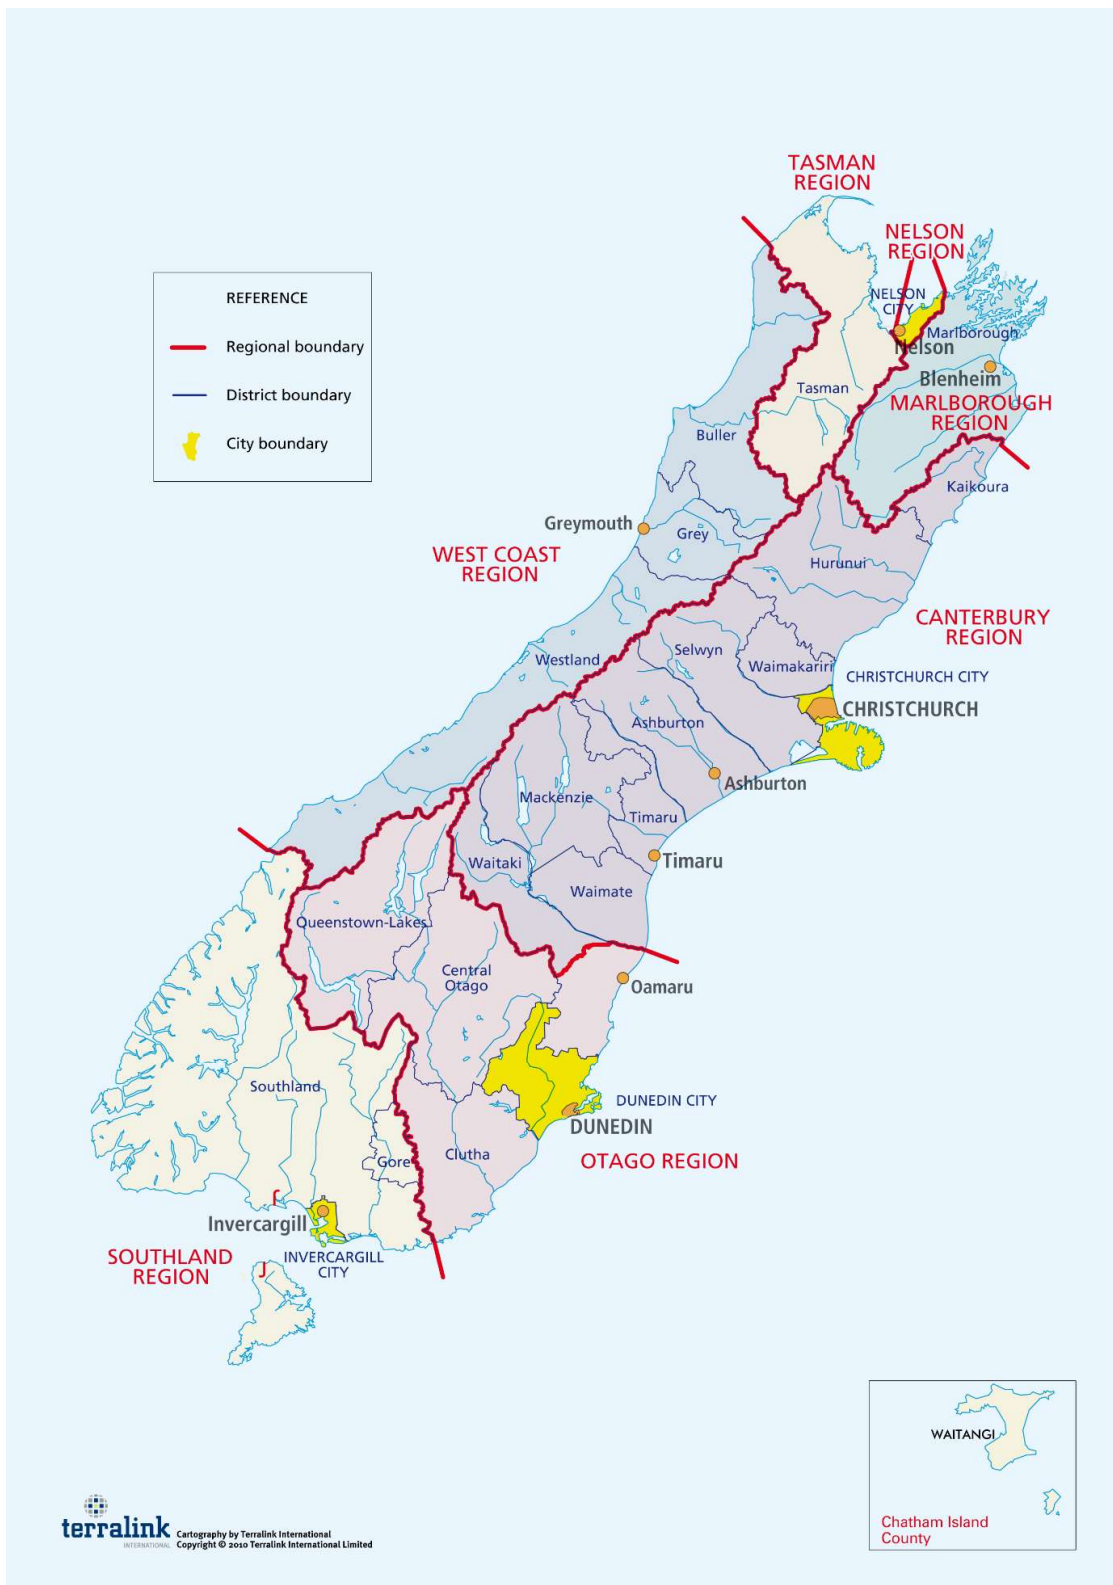 TASMAN
REGION
NELSON
REGION
NELSON
CITY
Marlborough
Nelson
Blenheim
MARLBOROUGH
REGION
REFERENCE
Regional boundary
District boundary
City boundary
Tasman
Buller
Kaikoura
Greymouth
Grey
WEST COAST
REGION
Hurunui
CANTERBURY
REGION
Selwyn
Westland
Waimakariri
CHRISTCHURCH CITY
CHRISTCHURCH
Ashburton
Ashburton
Mackenzie
Timaru
Waitaki
Timaru
Waimate
Queenstown-Lakes
Central
Otago
Oamaru
Southland
DUNEDIN CITY
DUNEDIN
Clutha
Gore
OTAGO REGION
Invercargill
SOUTHLAND
REGION
INVERCARGILL
CITY
WAITANGI
Chatham Island
County
terralink
INTERNATIONAL
Cartography by Terralink International
Copyright © 2010 Terralink International Limited